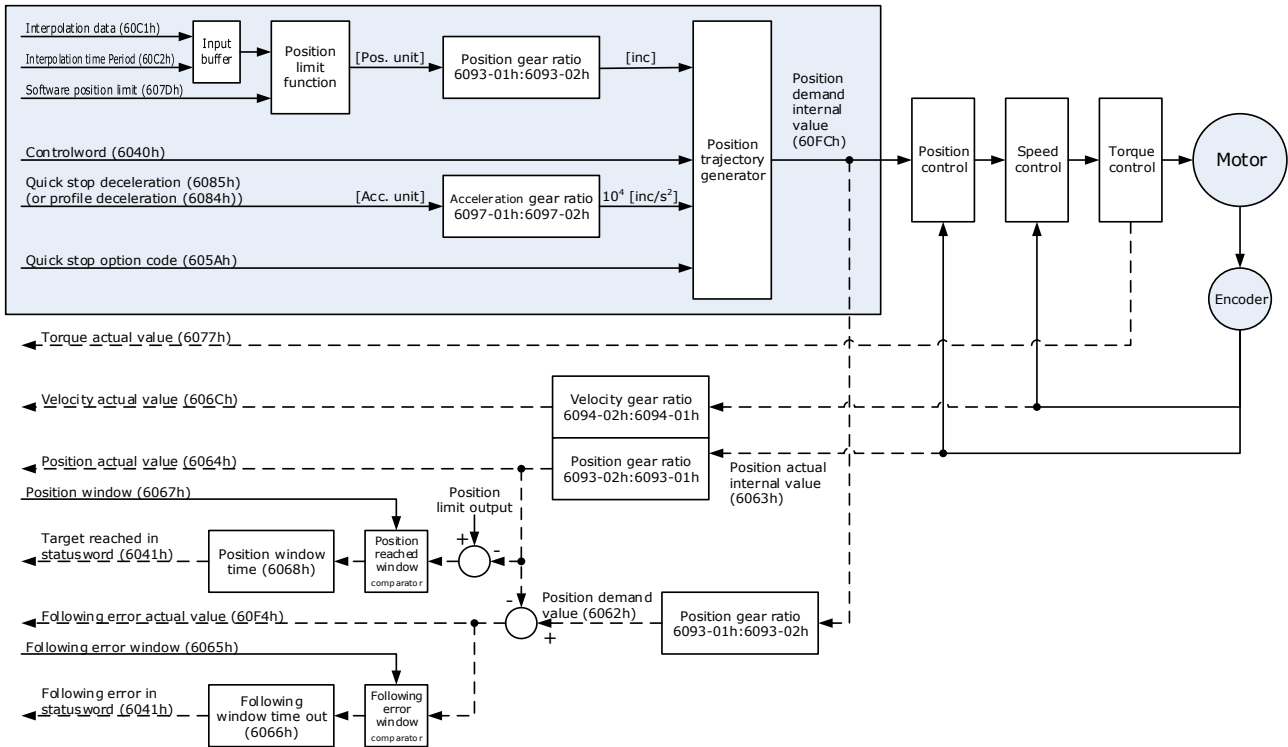 Interpolation data (60C1h)
Interpolation time Period (60C2h)
Software position limit (607Dh)
Input
buffer
Position
limit
function
[Pos. unit]
Position gear ratio
6093-01h:6093-02h
[inc]
Controlword (6040h)
Quick stop deceleration (6085h)
(or profile deceleration (6084h))
[Acc. unit]
Acceleration gear ratio
6097-01h:6097-02h
10⁴ [inc/s²]
Quick stop option code (605Ah)
Position
trajectory
generator
Position
demand
internal
value
(60FCh)
Position
control
Speed
control
Torque
control
Motor
Encoder
Torque actual value (6077h)
Velocity actual value (606Ch)
Velocity gear ratio
6094-02h:6094-01h
Position actual value (6064h)
Position gear ratio
6093-02h:6093-01h
Position actual
internal value
(6063h)
Position window (6067h)
Position
limit output
+
-
Target reached in
statusword (6041h)
Position window
time (6068h)
Position
reached
window
comparator
Following error actual value (60F4h)
-
+
Position demand
value (6062h)
Position gear ratio
6093-01h:6093-02h
Following error window (6065h)
Following error in
statusword (6041h)
Following
window time out
(6066h)
Following
error
window
comparator